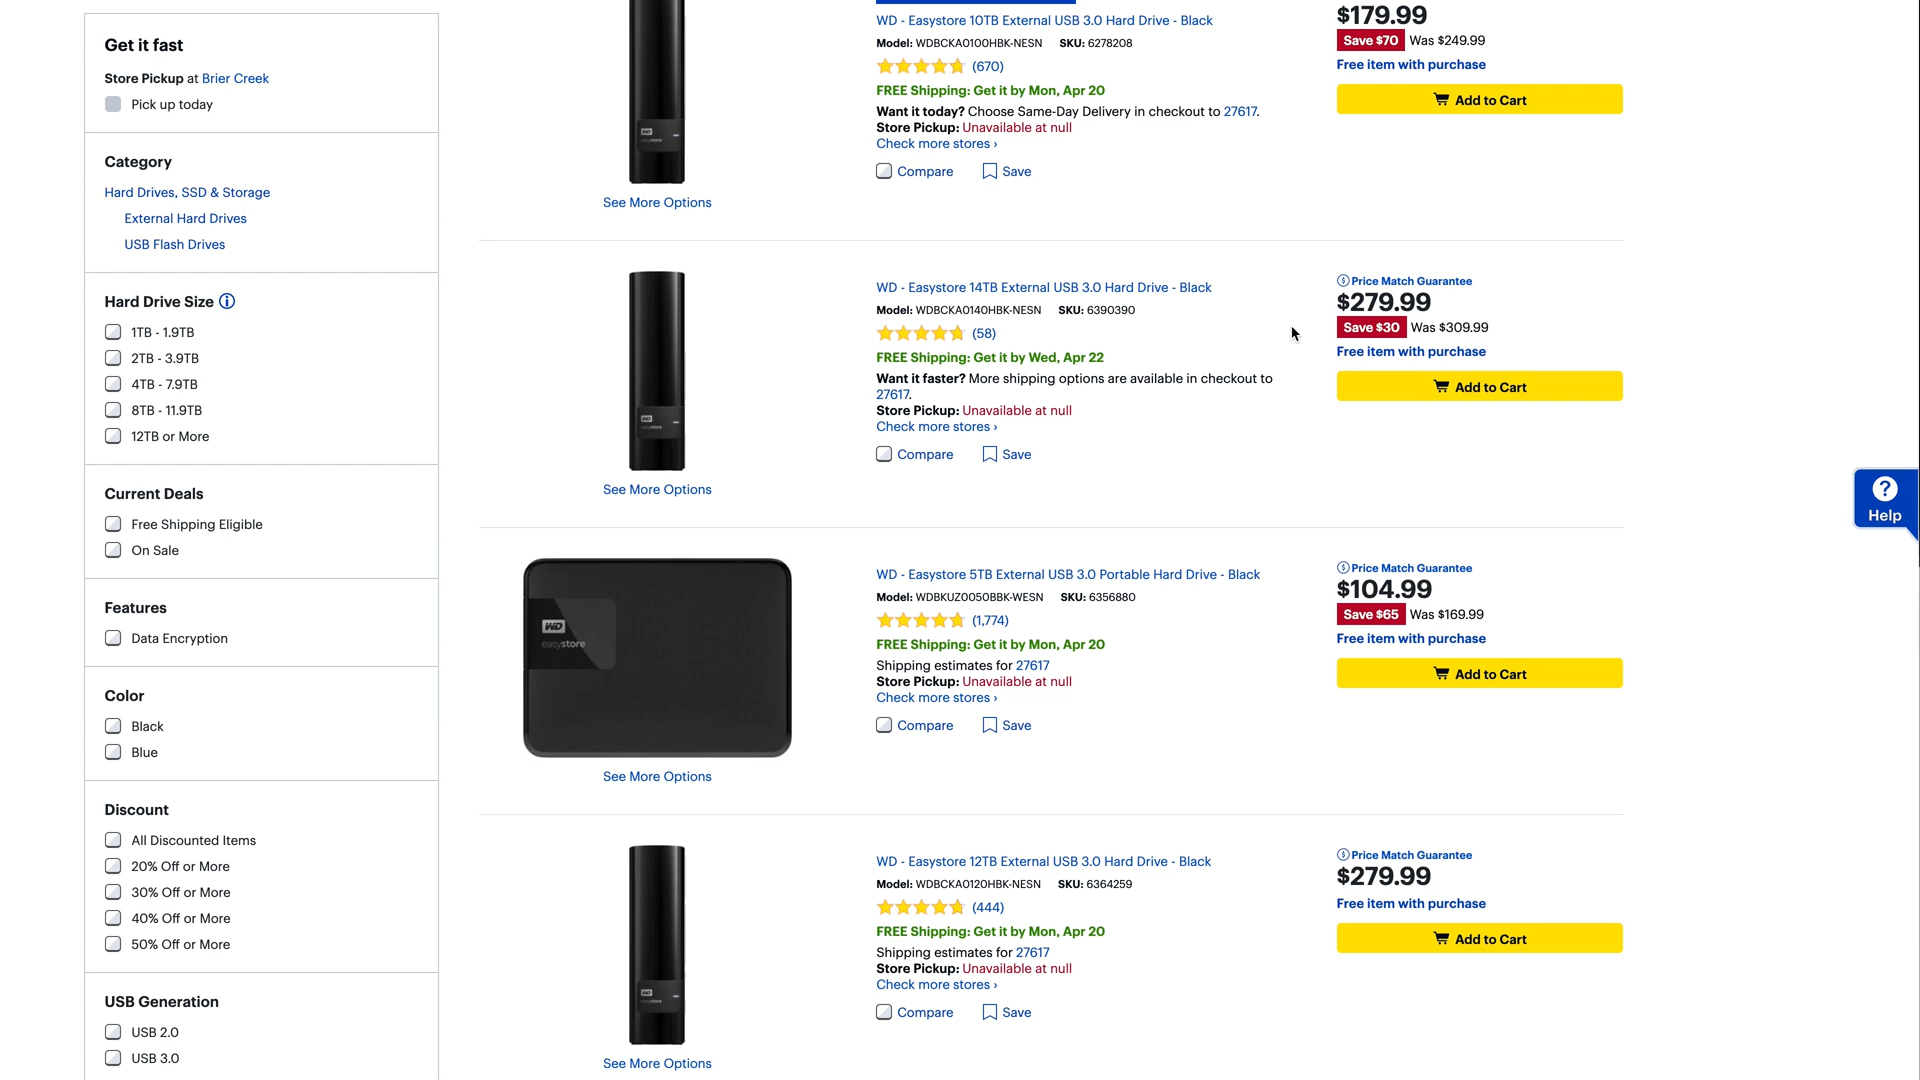 Get it fast
Store Pickup at Brier Creek
Pick up today
Category
Hard Drives, SSD & Storage
External Hard Drives
USB Flash Drives
Hard Drive Size
1TB - 1.9TB
2TB - 3.9TB
4TB - 7.9TB
8TB - 11.9TB
12TB or More
Current Deals
Free Shipping Eligible
On Sale
Features
Data Encryption
Color
Black
Blue
Discount
All Discounted Items
20% Off or More
30% Off or More
40% Off or More
50% Off or More
USB Generation
USB 2.0
USB 3.0
WD
easystore
See More Options
WD - Easystore 10TB External USB 3.0 Hard Drive - Black
Model: WDBCKA0100HBK-NESN SKU: 6278208
(670)
FREE Shipping: Get it by Mon, Apr 20
Want it today? Choose Same-Day Delivery in checkout to 27617.
Store Pickup: Unavailable at null
Check more stores ›
Compare Save
$179.99
Save $70 Was $249.99
Free item with purchase
Add to Cart
WD
easystore
See More Options
WD - Easystore 14TB External USB 3.0 Hard Drive - Black
Model: WDBCKA0140HBK-NESN SKU: 6390390
(58)
FREE Shipping: Get it by Wed, Apr 22
Want it faster? More shipping options are available in checkout to
27617.
Store Pickup: Unavailable at null
Check more stores ›
Compare Save
Price Match Guarantee
$279.99
Save $30 Was $309.99
Free item with purchase
Add to Cart
WD
easystore
See More Options
WD - Easystore 5TB External USB 3.0 Portable Hard Drive - Black
Model: WDBKUZ0050BBK-WESN SKU: 6356880
(1,774)
FREE Shipping: Get it by Mon, Apr 20
Shipping estimates for 27617
Store Pickup: Unavailable at null
Check more stores ›
Compare Save
Price Match Guarantee
$104.99
Save $65 Was $169.99
Free item with purchase
Add to Cart
WD
easystore
See More Options
WD - Easystore 12TB External USB 3.0 Hard Drive - Black
Model: WDBCKA0120HBK-NESN SKU: 6364259
(444)
FREE Shipping: Get it by Mon, Apr 20
Shipping estimates for 27617
Store Pickup: Unavailable at null
Check more stores ›
Compare Save
Price Match Guarantee
$279.99
Free item with purchase
Add to Cart
?
Help